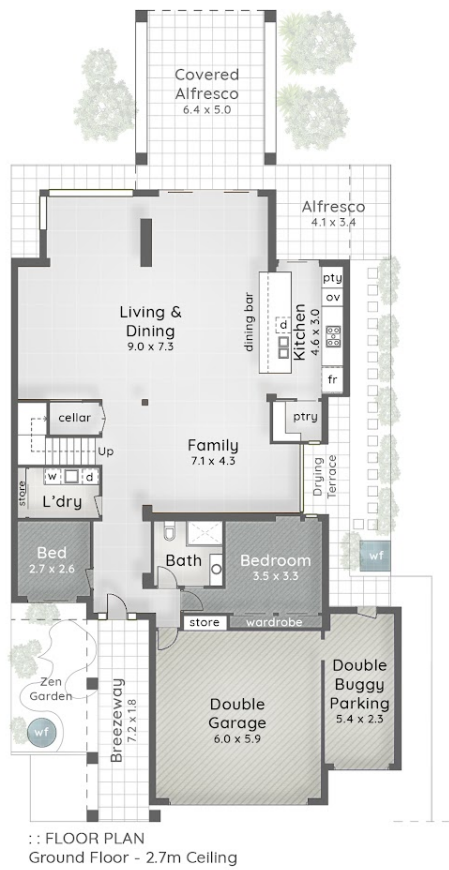 Covered
Alfresco
6.4 x 5.0
Alfresco
4.1 x 3.4
pty
ov
Living &
Dining
9.0 x 7.3
dining bar
d
Kitchen
4.6 x 3.0
fr
cellar
ptry
Up
Family
7.1 x 4.3
Drying
Terrace
store
w
d
L'dry
Bed
2.7 x 2.6
Bath
Bedroom
3.5 x 3.3
wf
store
wardrobe
Zen
Garden
wf
Breezeway
7.2 x 1.8
Double
Garage
6.0 x 5.9
Double
Buggy
Parking
5.4 x 2.3
: : FLOOR PLAN
Ground Floor - 2.7m Ceiling